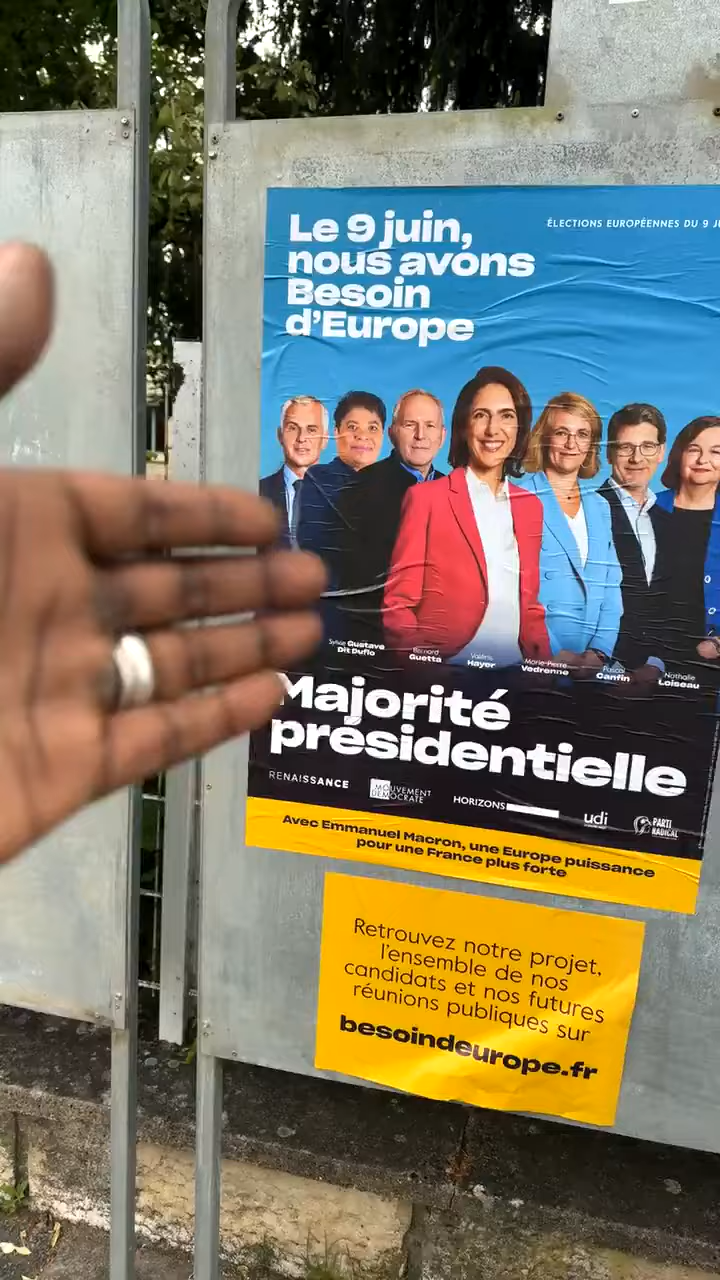 Le 9 juin,
nous avons
Besoin
d'Europe
ÉLECTIONS EUROPÉENNES DU 9
Sylvie Gustave
Dit Duflo
Bernard
Guetta
Valérie
Hayer
Marie-Pierre
Vedrenne
Pascal
Canfin
Nathalie
Loiseau
Majorité
présidentielle
RENAISSANCE
MOUVEMENT
DÉMOCRATE
HORIZONS
udi
PARTI
RADICAL
Avec Emmanuel Macron, une Europe puissance
pour une France plus forte
Retrouvez notre projet,
l'ensemble de nos
candidats et nos futures
réunions publiques sur
besoindeurope.fr